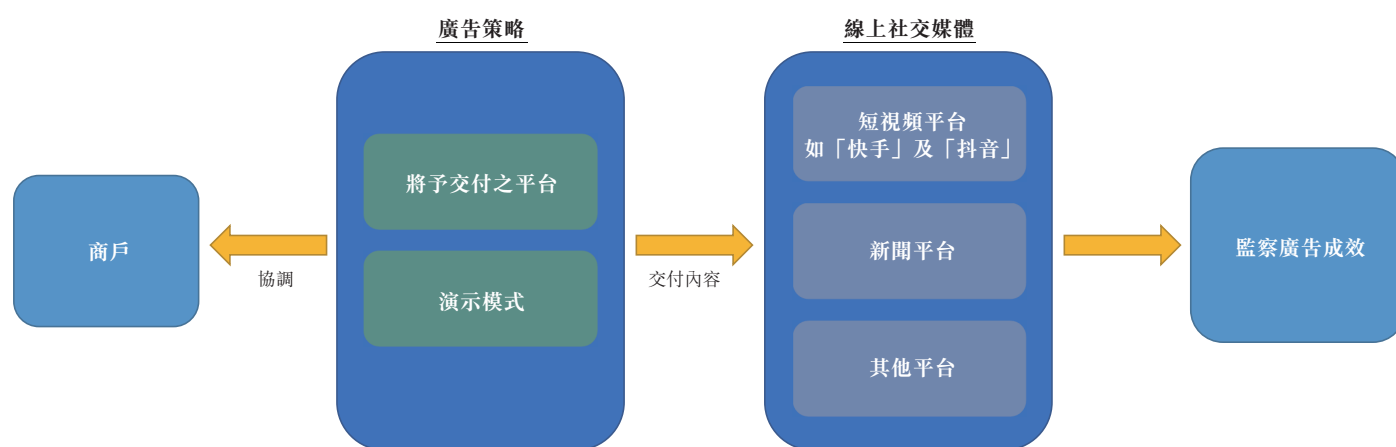 廣告策略
線上社交媒體
商戶
協調
將予交付之平台
演示模式
交付內容
短視頻平台
如「快手」及「抖音」
新聞平台
其他平台
監察廣告成效